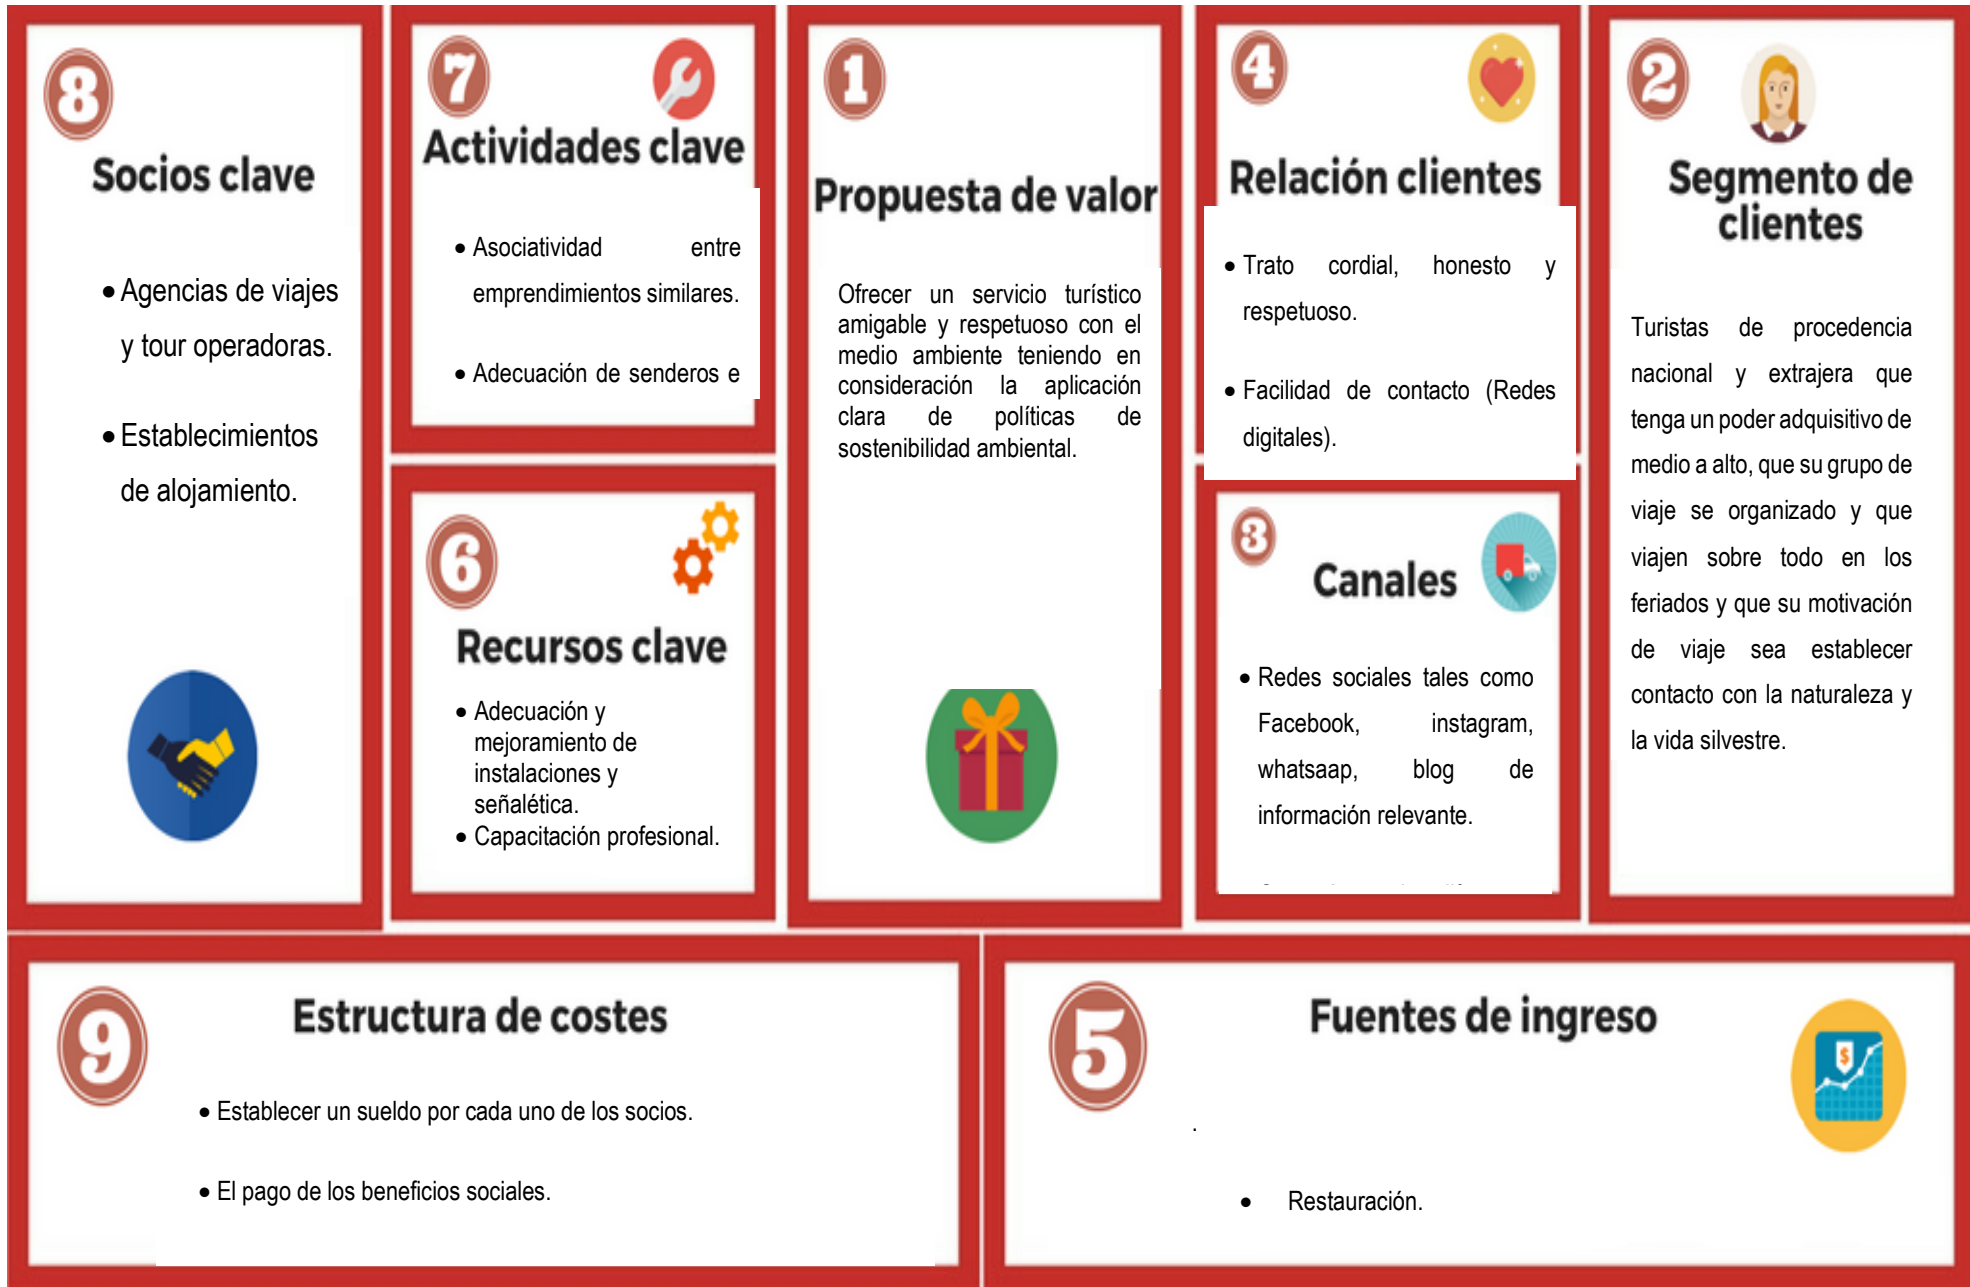 8
Socios clave
• Agencias de viajes
y tour operadoras.
• Establecimientos
de alojamiento.
7
Actividades clave
• Asociatividad entre
emprendimientos similares.
• Adecuación de senderos e
6
Recursos clave
• Adecuación y
mejoramiento de
instalaciones y
señalética.
• Capacitación profesional.
1
Propuesta de valor
Ofrecer un servicio turístico
amigable y respetuoso con el
medio ambiente teniendo en
consideración la aplicación
clara de políticas de
sostenibilidad ambiental.
4
Relación clientes
• Trato cordial, honesto y
respetuoso.
• Facilidad de contacto (Redes
digitales).
3
Canales
• Redes sociales tales como
Facebook, instagram,
whatsaap, blog de
información relevante.
2
Segmento de
clientes
Turistas de procedencia
nacional y extrajera que
tenga un poder adquisitivo de
medio a alto, que su grupo de
viaje se organizado y que
viajen sobre todo en los
feriados y que su motivación
de viaje sea establecer
contacto con la naturaleza y
la vida silvestre.
9
Estructura de costes
• Establecer un sueldo por cada uno de los socios.
• El pago de los beneficios sociales.
5
Fuentes de ingreso
$
.
• Restauración.